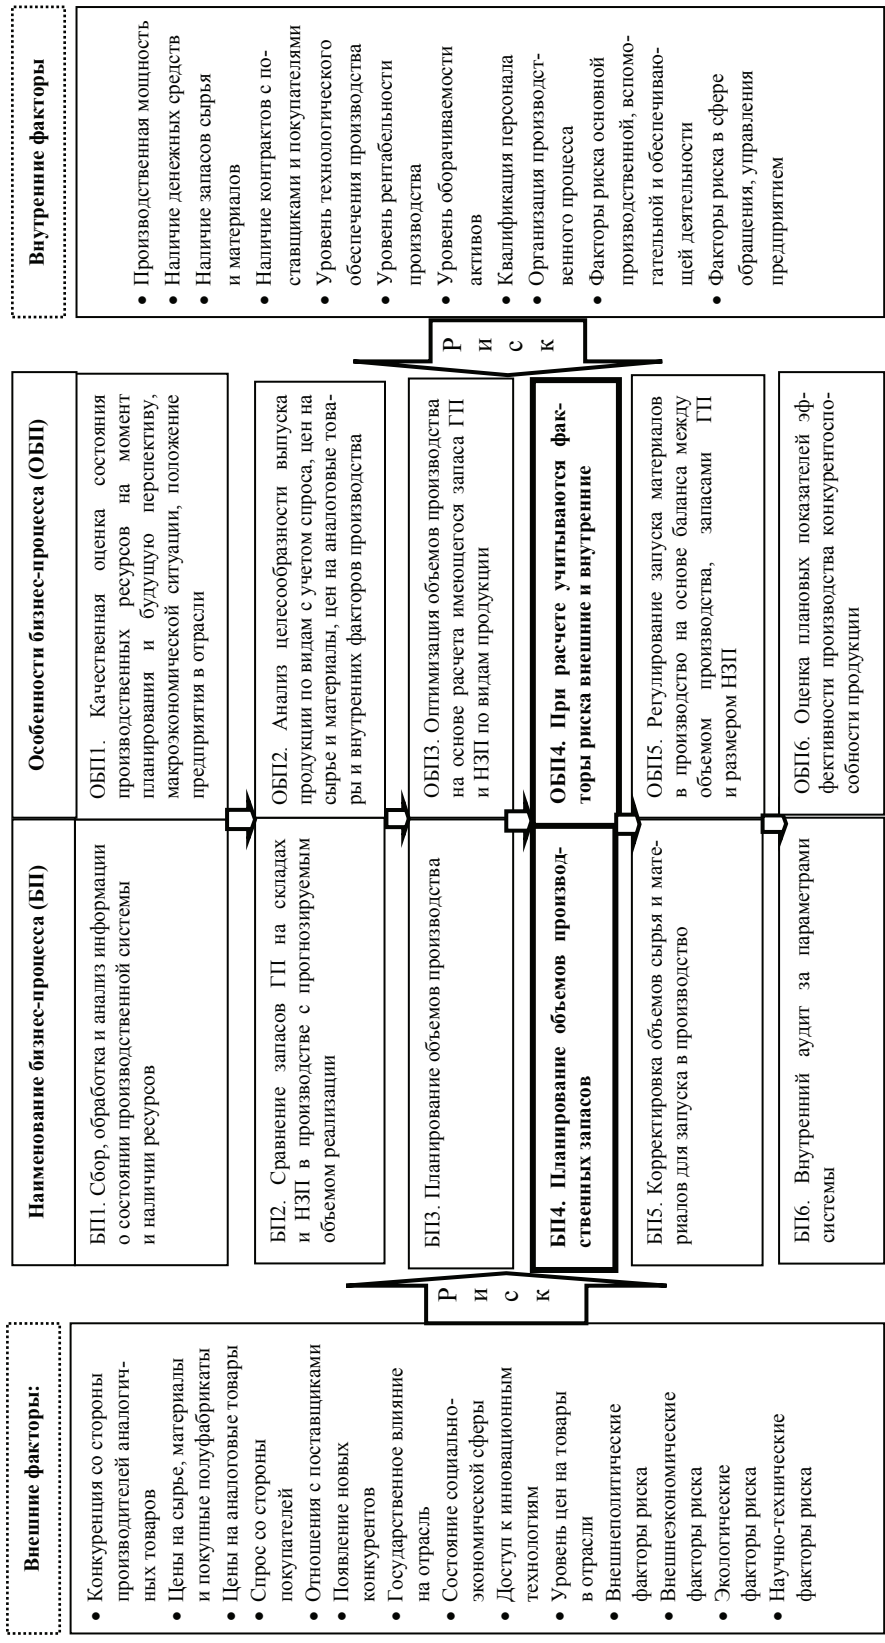 Внешние факторы:
• Конкуренция со стороны
производителей аналогич-
ных товаров
• Цены на сырье, материалы
и покупные полуфабрикаты
• Цены на аналоговые товары
• Спрос со стороны
покупателей
• Отношения с поставщиками
• Появление новых
конкурентов
• Государственное влияние
на отрасль
• Состояние социально-
экономической сферы
• Доступ к инновационным
технологиям
• Уровень цен на товары
в отрасли
• Внешнеполитические
факторы риска
• Внешнеэкономические
факторы риска
• Экологические
факторы риска
• Научно-технические
факторы риска
Р
и
с
к
Наименование бизнес-процесса (БП)
БП1. Сбор, обработка и анализ информации
о состоянии производственной системы
и наличии ресурсов
БП2. Сравнение запасов ГП на складах
и НЗП в производстве с прогнозируемым
объемом реализации
БП3. Планирование объемов производства
БП4. Планирование объемов производ-
ственных запасов
БП5. Корректировка объемов сырья и мате-
риалов для запуска в производство
БП6. Внутренний аудит за параметрами
системы
Особенности бизнес-процесса (ОБП)
ОБП1. Качественная оценка состояния
производственных ресурсов на момент
планирования и будущую перспективу,
макроэкономической ситуации, положение
предприятия в отрасли
ОБП2. Анализ целесообразности выпуска
продукции по видам с учетом спроса, цен на
сырье и материалы, цен на аналоговые това-
ры и внутренних факторов производства
ОБП3. Оптимизация объемов производства
на основе расчета имеющегося запаса ГП
и НЗП по видам продукции
ОБП4. При расчете учитываются фак-
торы риска внешние и внутренние
ОБП5. Регулирование запуска материалов
в производство на основе баланса между
объемом производства, запасами ГП
и размером НЗП
ОБП6. Оценка плановых показателей эф-
фективности производства конкурентоспо-
собности продукции
Р
и
с
к
Внутренние факторы
• Производственная мощность
• Наличие денежных средств
• Наличие запасов сырья
и материалов
• Наличие контрактов с по-
ставщиками и покупателями
• Уровень технологического
обеспечения производства
• Уровень рентабельности
производства
• Уровень оборачиваемости
активов
• Квалификация персонала
• Организация производст-
венного процесса
• Факторы риска основной
производственной, вспомо-
гательной и обеспечиваю-
щей деятельности
• Факторы риска в сфере
обращения, управления
предприятием